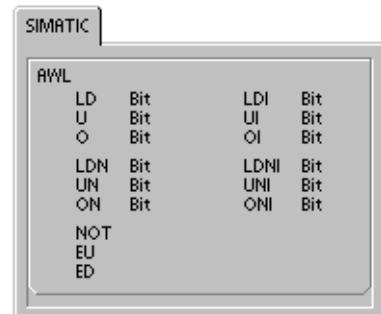 SIMATIC
AWL
LD Bit LDI Bit
U Bit UI Bit
O Bit OI Bit
LDN Bit LDNI Bit
UN Bit UNI Bit
ON Bit ONI Bit
NOT
EU
ED